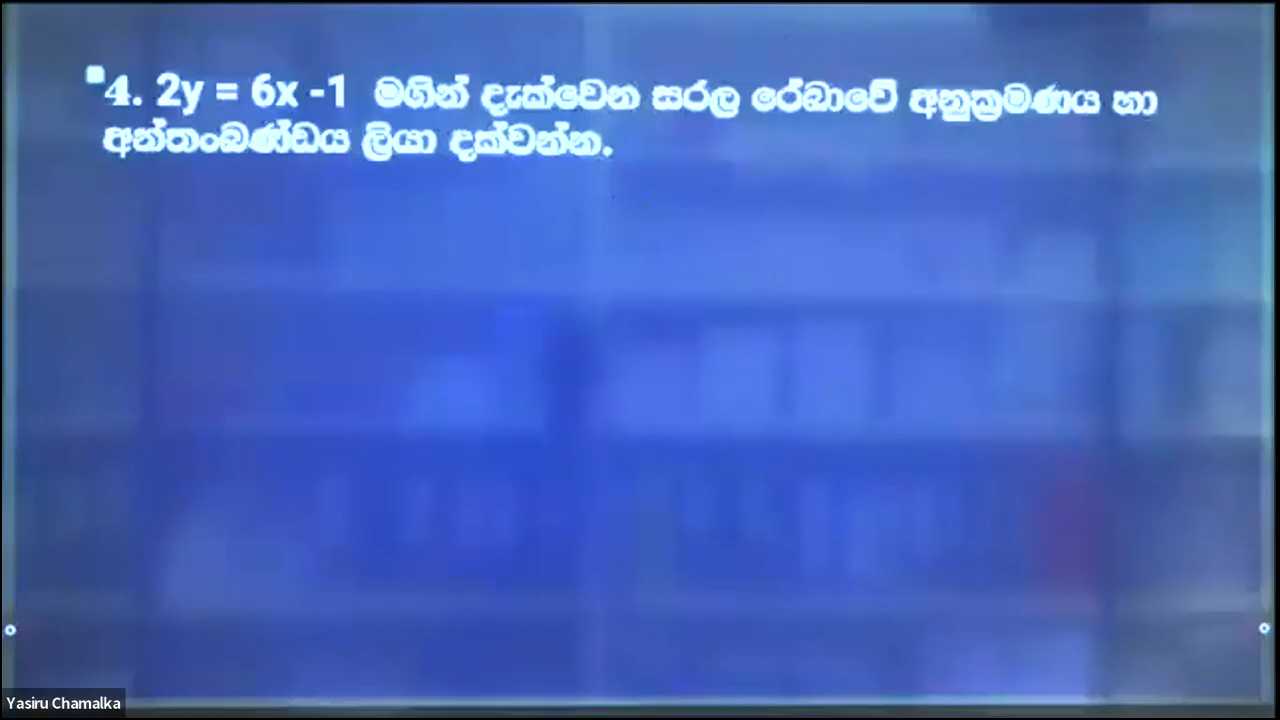 4. 2y = 6x -1 මගින් දැක්වෙන සරල රේඛාවේ අනුක්‍රමණය හා
අන්තඃඛණ්ඩය ලියා දක්වන්න.
Yasiru Chamalka